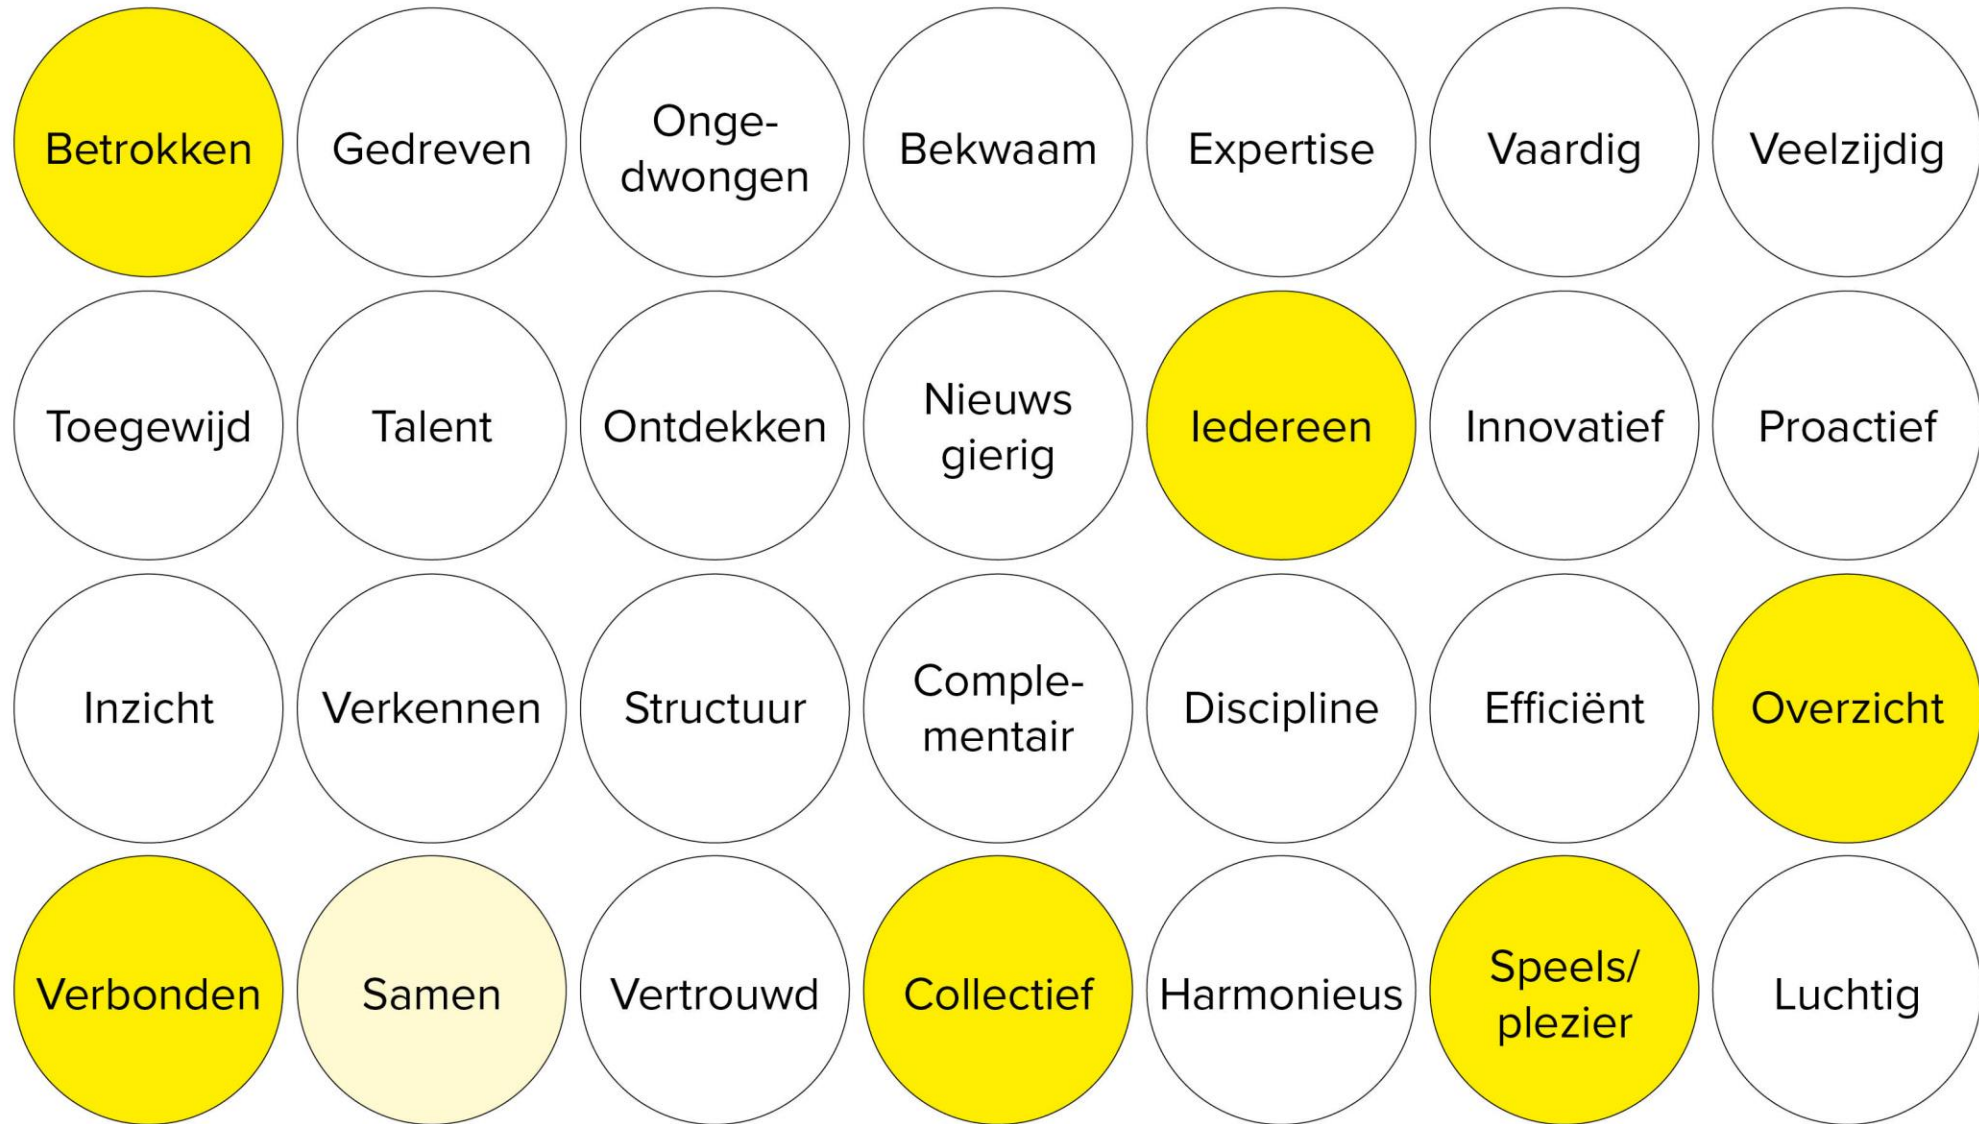 Betrokken
Gedreven
Onge-
dwongen
Bekwaam
Expertise
Vaardig
Veelzijdig
Toegewijd
Talent
Ontdekken
Nieuws
gierig
Iedereen
Innovatief
Proactief
Inzicht
Verkennen
Structuur
Comple-
mentair
Discipline
Efficiënt
Overzicht
Verbonden
Samen
Vertrouwd
Collectief
Harmonieus
Speels/
plezier
Luchtig